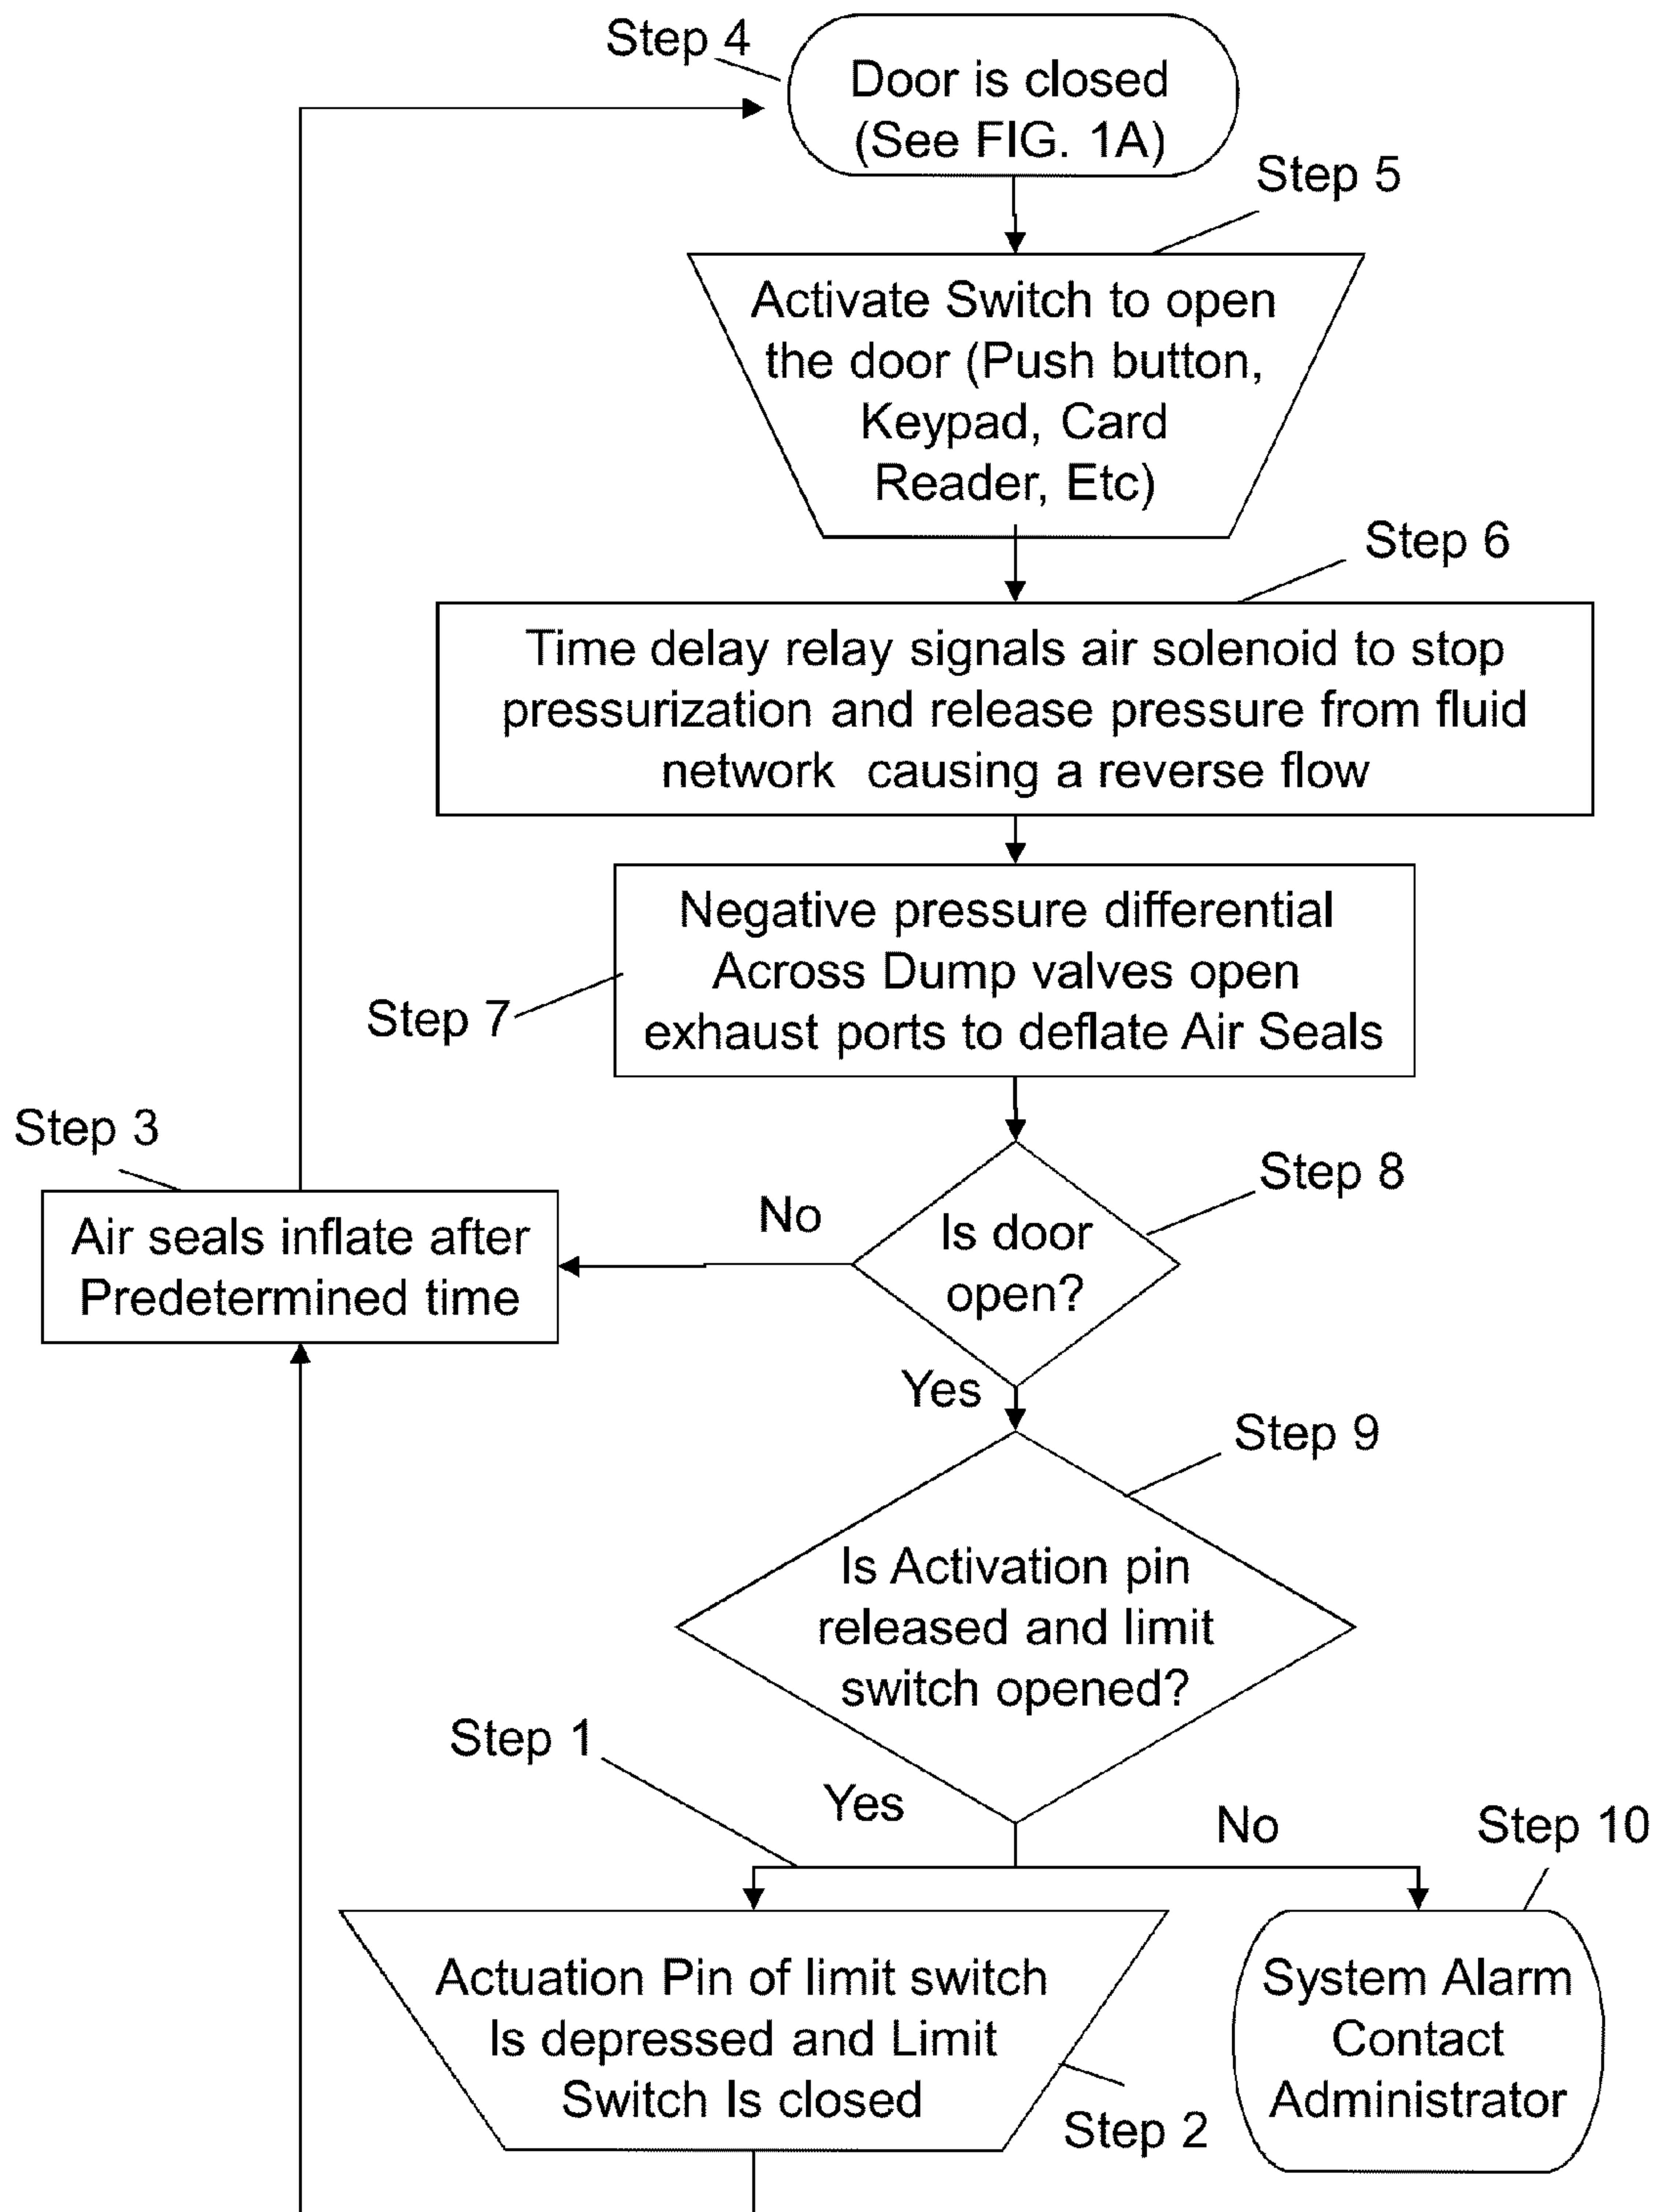 Step 4
Door is closed
(See FIG. 1A)
Step 5
Activate Switch to open
the door (Push button,
Keypad, Card
Reader, Etc)
Step 6
Time delay relay signals air solenoid to stop
pressurization and release pressure from fluid
network causing a reverse flow
Negative pressure differential
Across Dump valves open
exhaust ports to deflate Air Seals
Step 7
Step 3
Air seals inflate after
Predetermined time
No
Is door
open?
Step 8
Yes
Step 9
Is Activation pin
released and limit
switch opened?
Step 1
Yes
No
Step 10
Actuation Pin of limit switch
Is depressed and Limit
Switch Is closed
Step 2
System Alarm
Contact
Administrator